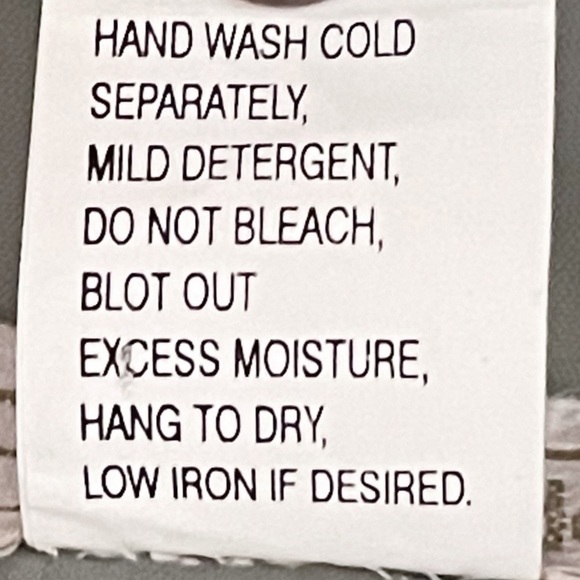 HAND WASH COLD
SEPARATELY,
MILD DETERGENT,
DO NOT BLEACH,
BLOT OUT
EXCESS MOISTURE,
HANG TO DRY,
LOW IRON IF DESIRED.